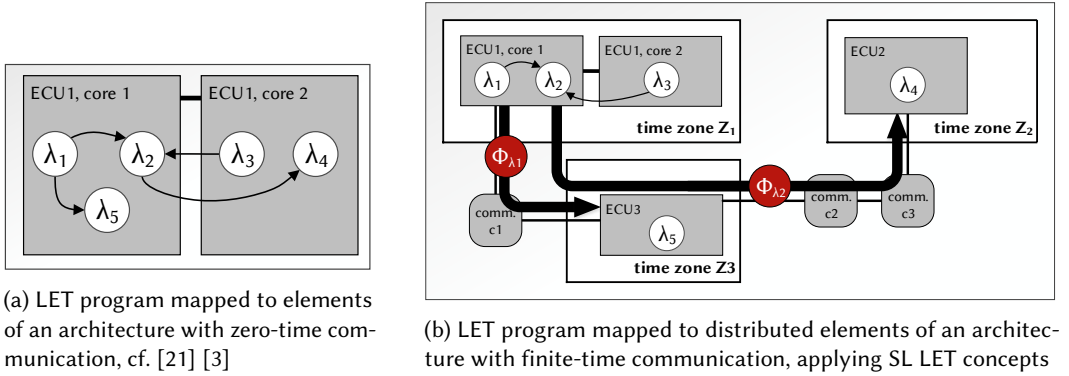 ECU1, core 1
ECU1, core 2
λ1
λ2
λ3
λ4
λ5
(a) LET program mapped to elements
of an architecture with zero-time com-
munication, cf. [21] [3]
ECU1, core 1
ECU1, core 2
λ1
λ2
λ3
time zone Z1
ECU2
λ4
time zone Z2
Φλ1
Φλ2
comm.
c1
comm.
c2
comm.
c3
ECU3
λ5
time zone Z3
(b) LET program mapped to distributed elements of an architec-
ture with finite-time communication, applying SL LET concepts